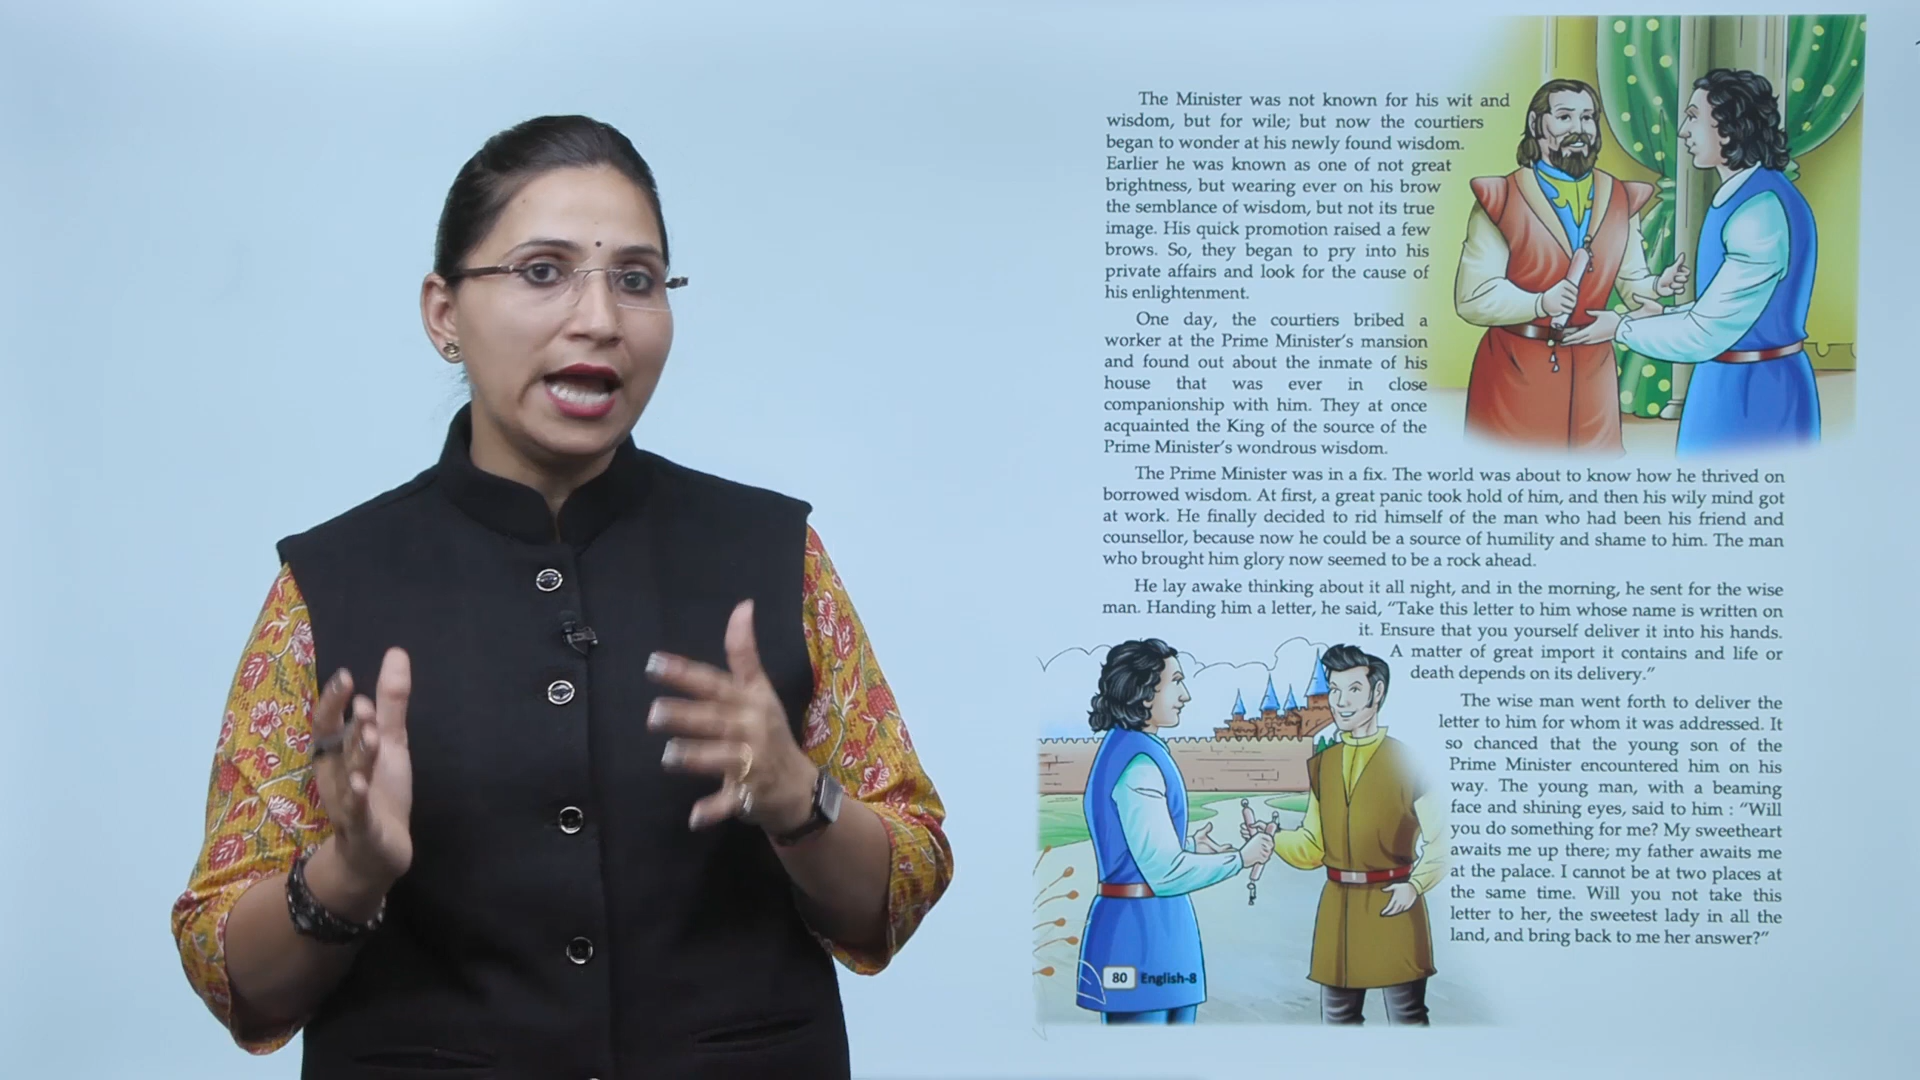 The Minister was not known for his wit and
wisdom, but for wile; but now the courtiers
began to wonder at his newly found wisdom.
Earlier he was known as one of not great
brightness, but wearing ever on his brow
the semblance of wisdom, but not its true
image. His quick promotion raised a few
brows. So, they began to pry into his
private affairs and look for the cause of
his enlightenment.
One day, the courtiers bribed a
worker at the Prime Minister's mansion
and found out about the inmate of his
house that was ever in close
companionship with him. They at once
acquainted the King of the source of the
Prime Minister's wondrous wisdom.
The Prime Minister was in a fix. The world was about to know how he thrived on
borrowed wisdom. At first, a great panic took hold of him, and then his wily mind got
at work. He finally decided to rid himself of the man who had been his friend and
counsellor, because now he could be a source of humility and shame to him. The man
who brought him glory now seemed to be a rock ahead.
He lay awake thinking about it all night, and in the morning, he sent for the wise
man. Handing him a letter, he said, “Take this letter to him whose name is written on
it. Ensure that you yourself deliver it into his hands.
A matter of great import it contains and life or
death depends on its delivery.”
The wise man went forth to deliver the
letter to him for whom it was addressed. It
so chanced that the young son of the
Prime Minister encountered him on his
way. The young man, with a beaming
face and shining eyes, said to him : “Will
you do something for me? My sweetheart
awaits me up there; my father awaits me
at the palace. I cannot be at two places at
the same time. Will you not take this
letter to her, the sweetest lady in all the
land, and bring back to me her answer?”
80 English-8